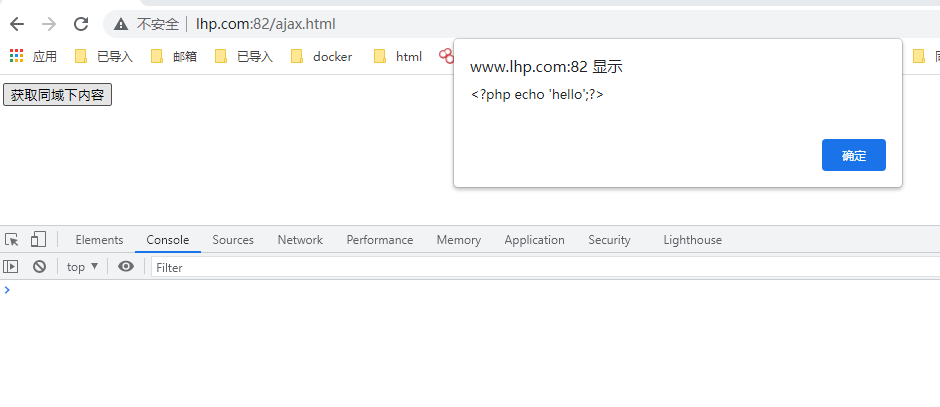 不安全 lhp.com:82/ajax.html
应用 已导入 邮箱 已导入 docker html
www.lhp.com:82 显示
<?php echo 'hello';?>
确定
获取同域下内容
Elements Console Sources Network Performance Memory Application Security Lighthouse
top Filter